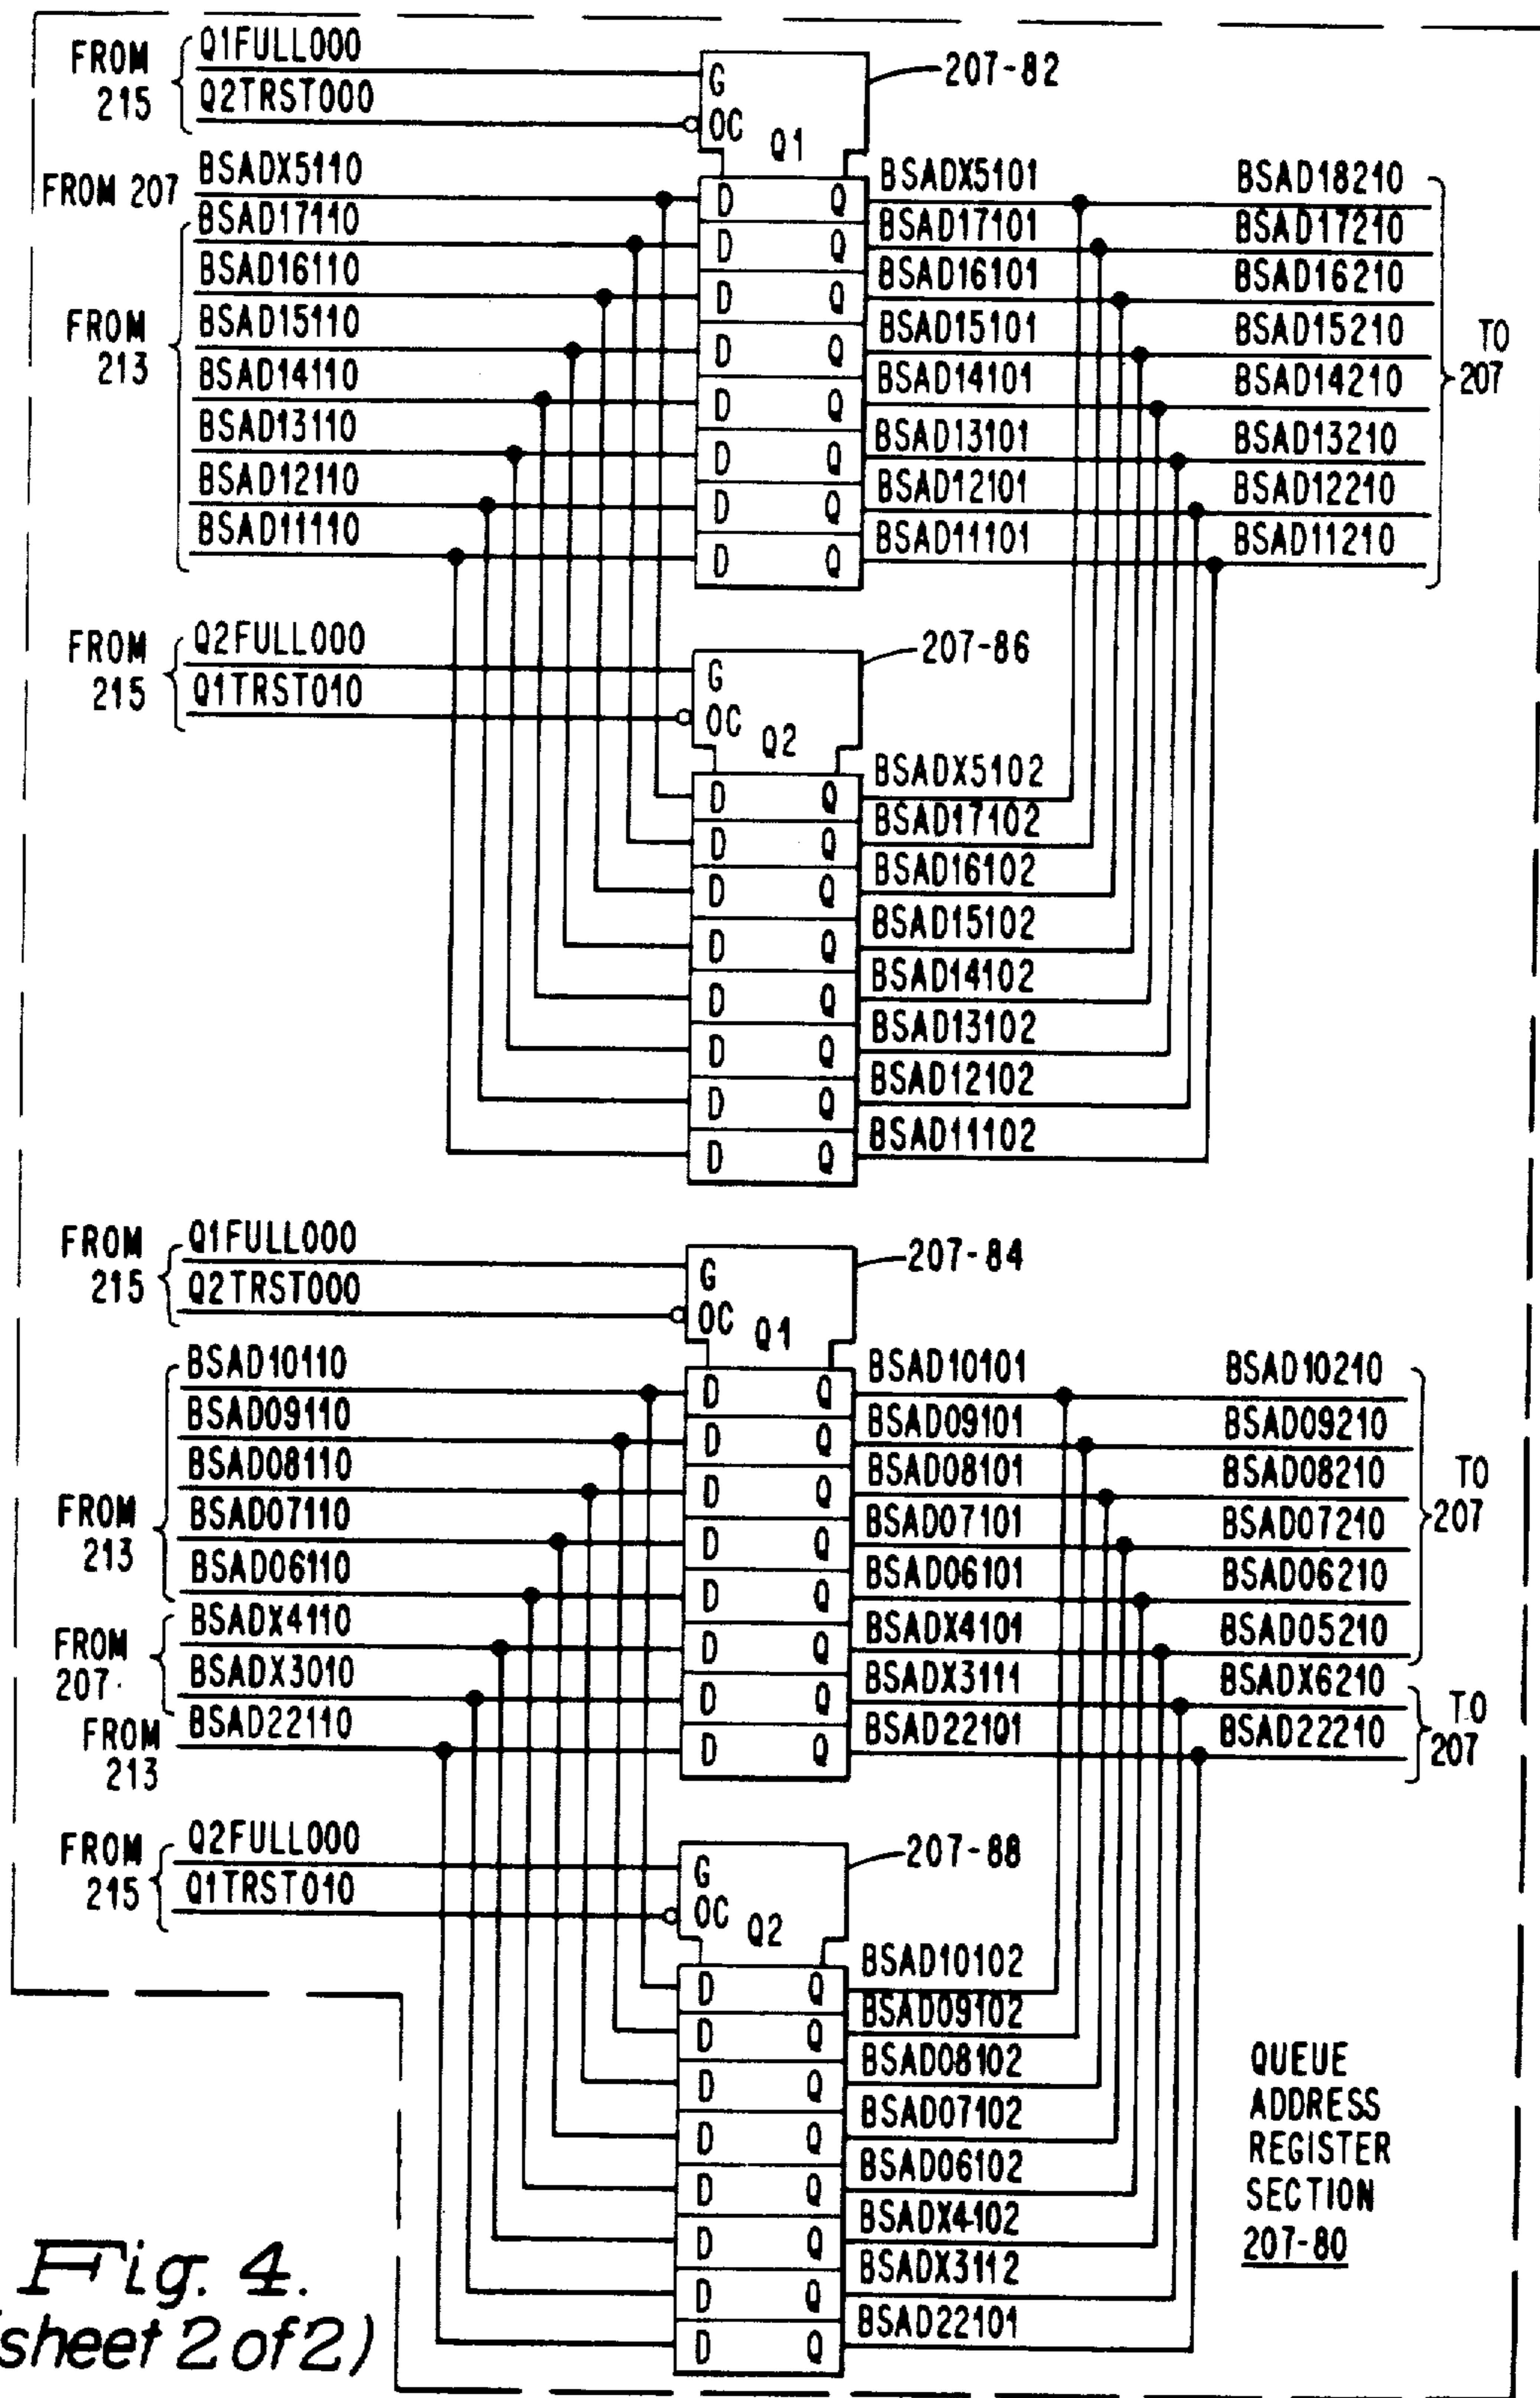 FROM 215
Q1FULL000
Q2TRST000
G
OC
Q1
207-82
FROM 207
BSADX5110
D Q
BSADX5101
BSAD18210
FROM 213
BSAD17110
D Q
BSAD17101
BSAD17210
BSAD16110
D Q
BSAD16101
BSAD16210
BSAD15110
D Q
BSAD15101
BSAD15210
TO 207
BSAD14110
D Q
BSAD14101
BSAD14210
BSAD13110
D Q
BSAD13101
BSAD13210
BSAD12110
D Q
BSAD12101
BSAD12210
BSAD11110
D Q
BSAD11101
BSAD11210
FROM 215
Q2FULL000
Q1TRST010
G
OC
Q2
207-86
D Q
BSADX5102
D Q
BSAD17102
D Q
BSAD16102
D Q
BSAD15102
D Q
BSAD14102
D Q
BSAD13102
D Q
BSAD12102
D Q
BSAD11102
FROM 215
Q1FULL000
Q2TRST000
G
OC
Q1
207-84
FROM 213
BSAD10110
D Q
BSAD10101
BSAD10210
BSAD09110
D Q
BSAD09101
BSAD09210
BSAD08110
D Q
BSAD08101
BSAD08210
TO 207
BSAD07110
D Q
BSAD07101
BSAD07210
BSAD06110
D Q
BSAD06101
BSAD06210
FROM 207
BSADX4110
D Q
BSADX4101
BSAD05210
BSADX3010
D Q
BSADX3111
BSADX6210
TO 207
FROM 213
BSAD22110
D Q
BSAD22101
BSAD22210
FROM 215
Q2FULL000
Q1TRST010
G
OC
Q2
207-88
D Q
BSAD10102
D Q
BSAD09102
D Q
BSAD08102
D Q
BSAD07102
D Q
BSAD06102
D Q
BSADX4102
D Q
BSADX3112
D Q
BSAD22101
QUEUE
ADDRESS
REGISTER
SECTION
207-80
Fig. 4.
(sheet 2 of 2)